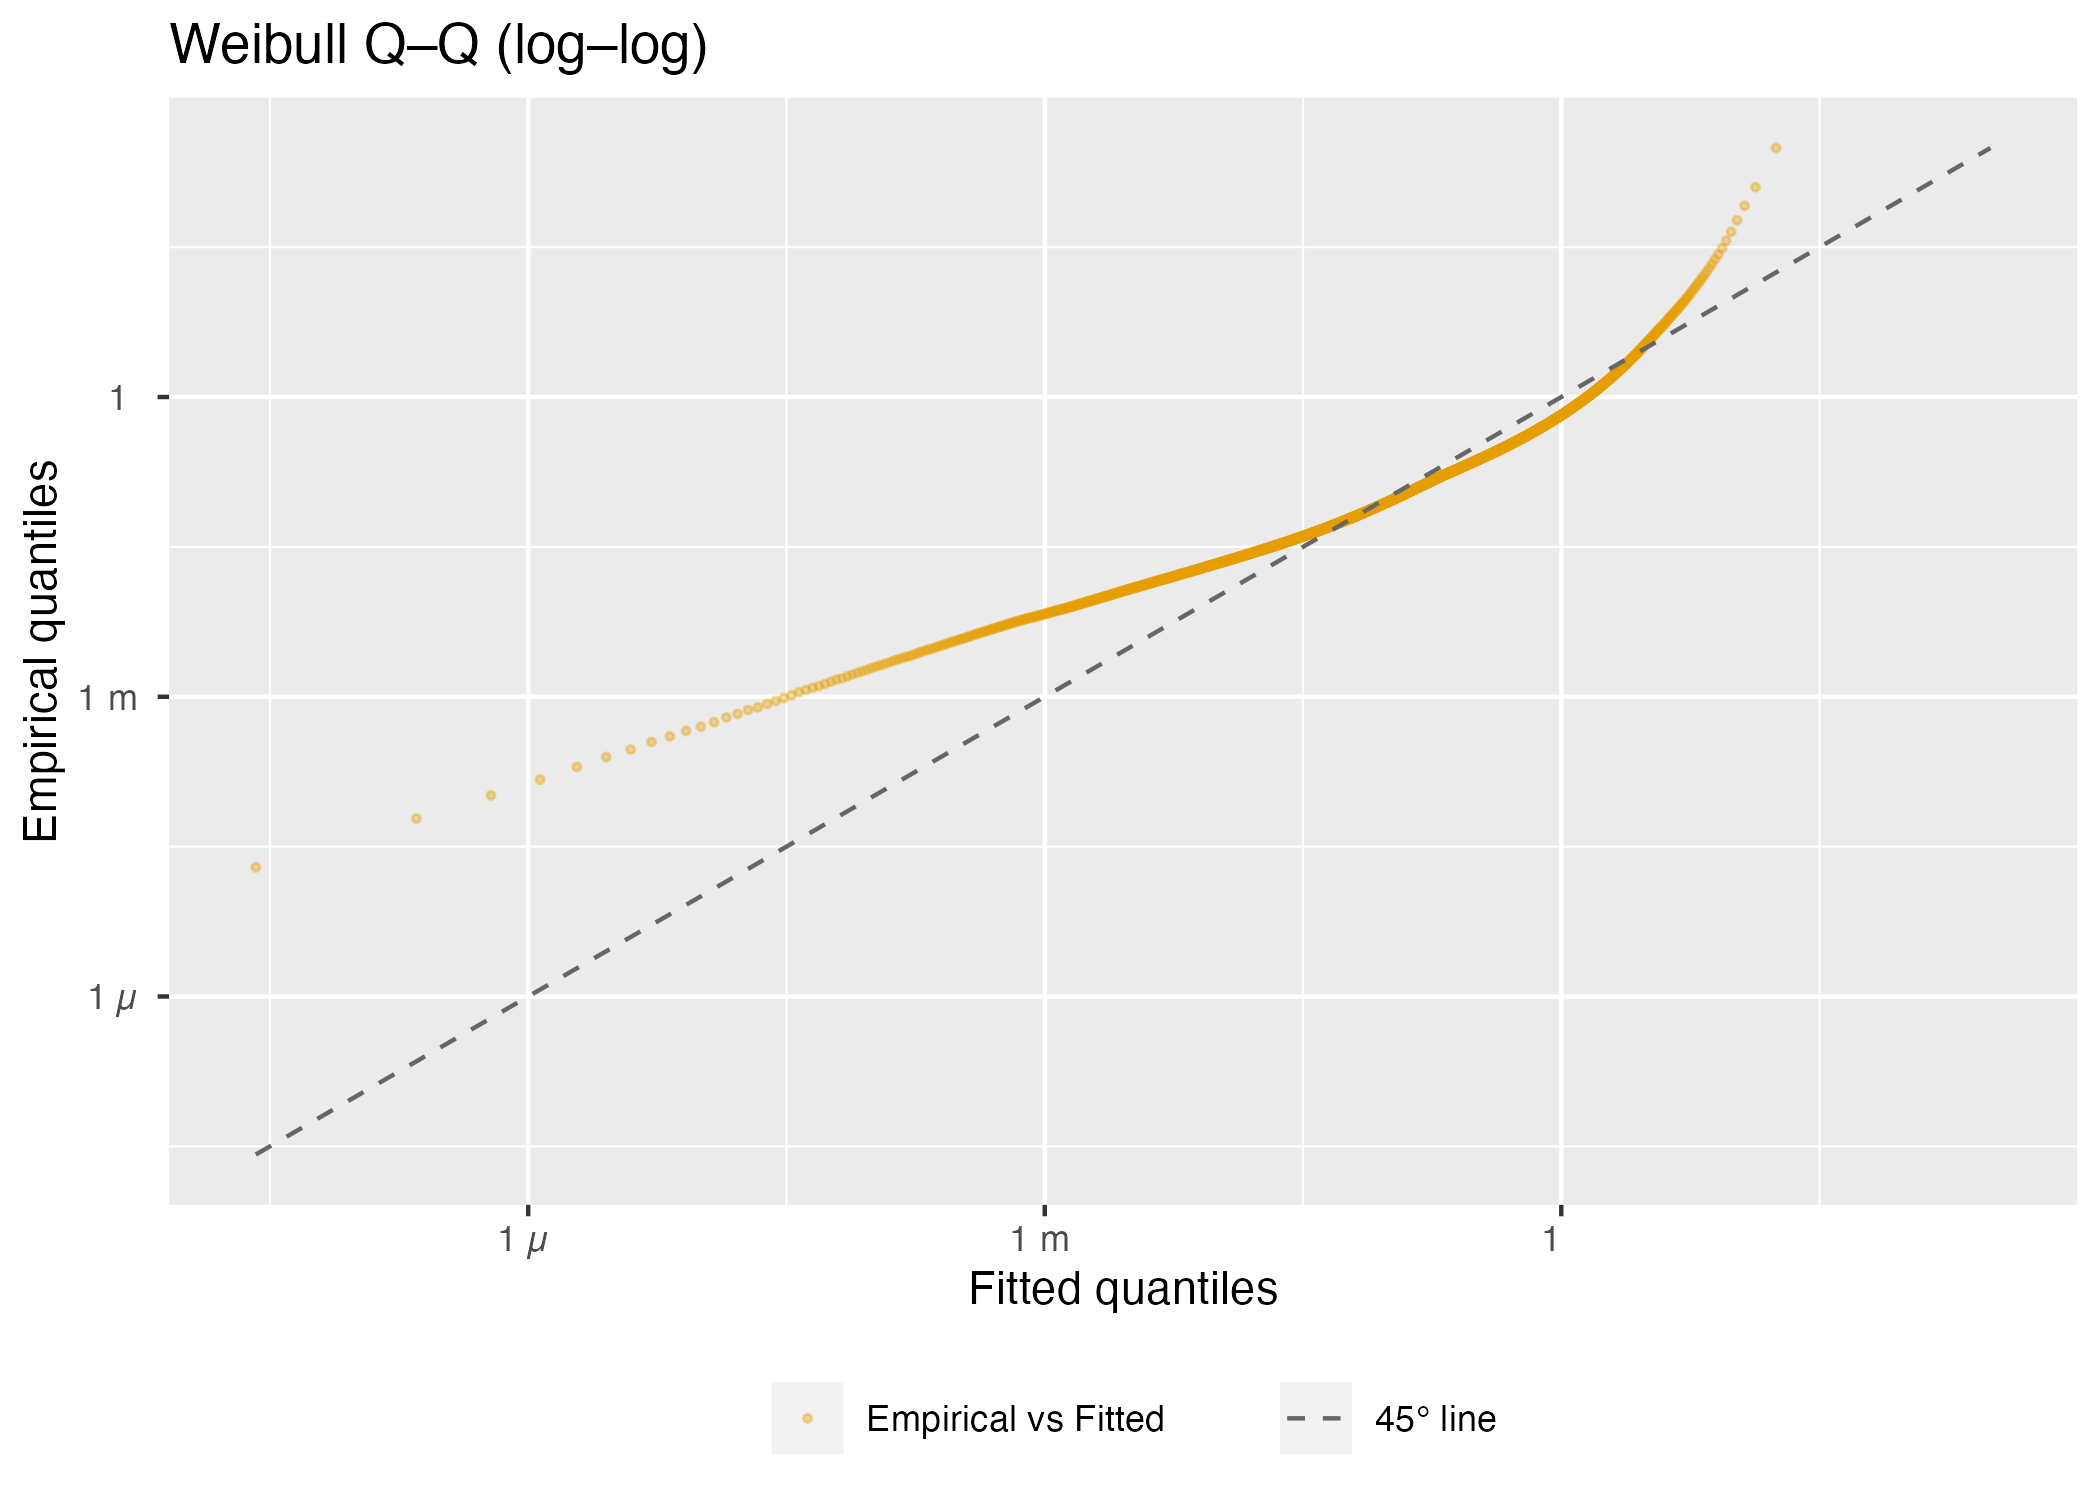 Weibull Q–Q (log–log)
Empirical quantiles
1
1 m
1 µ
1 µ
1 m
1
Fitted quantiles
Empirical vs Fitted
45° line